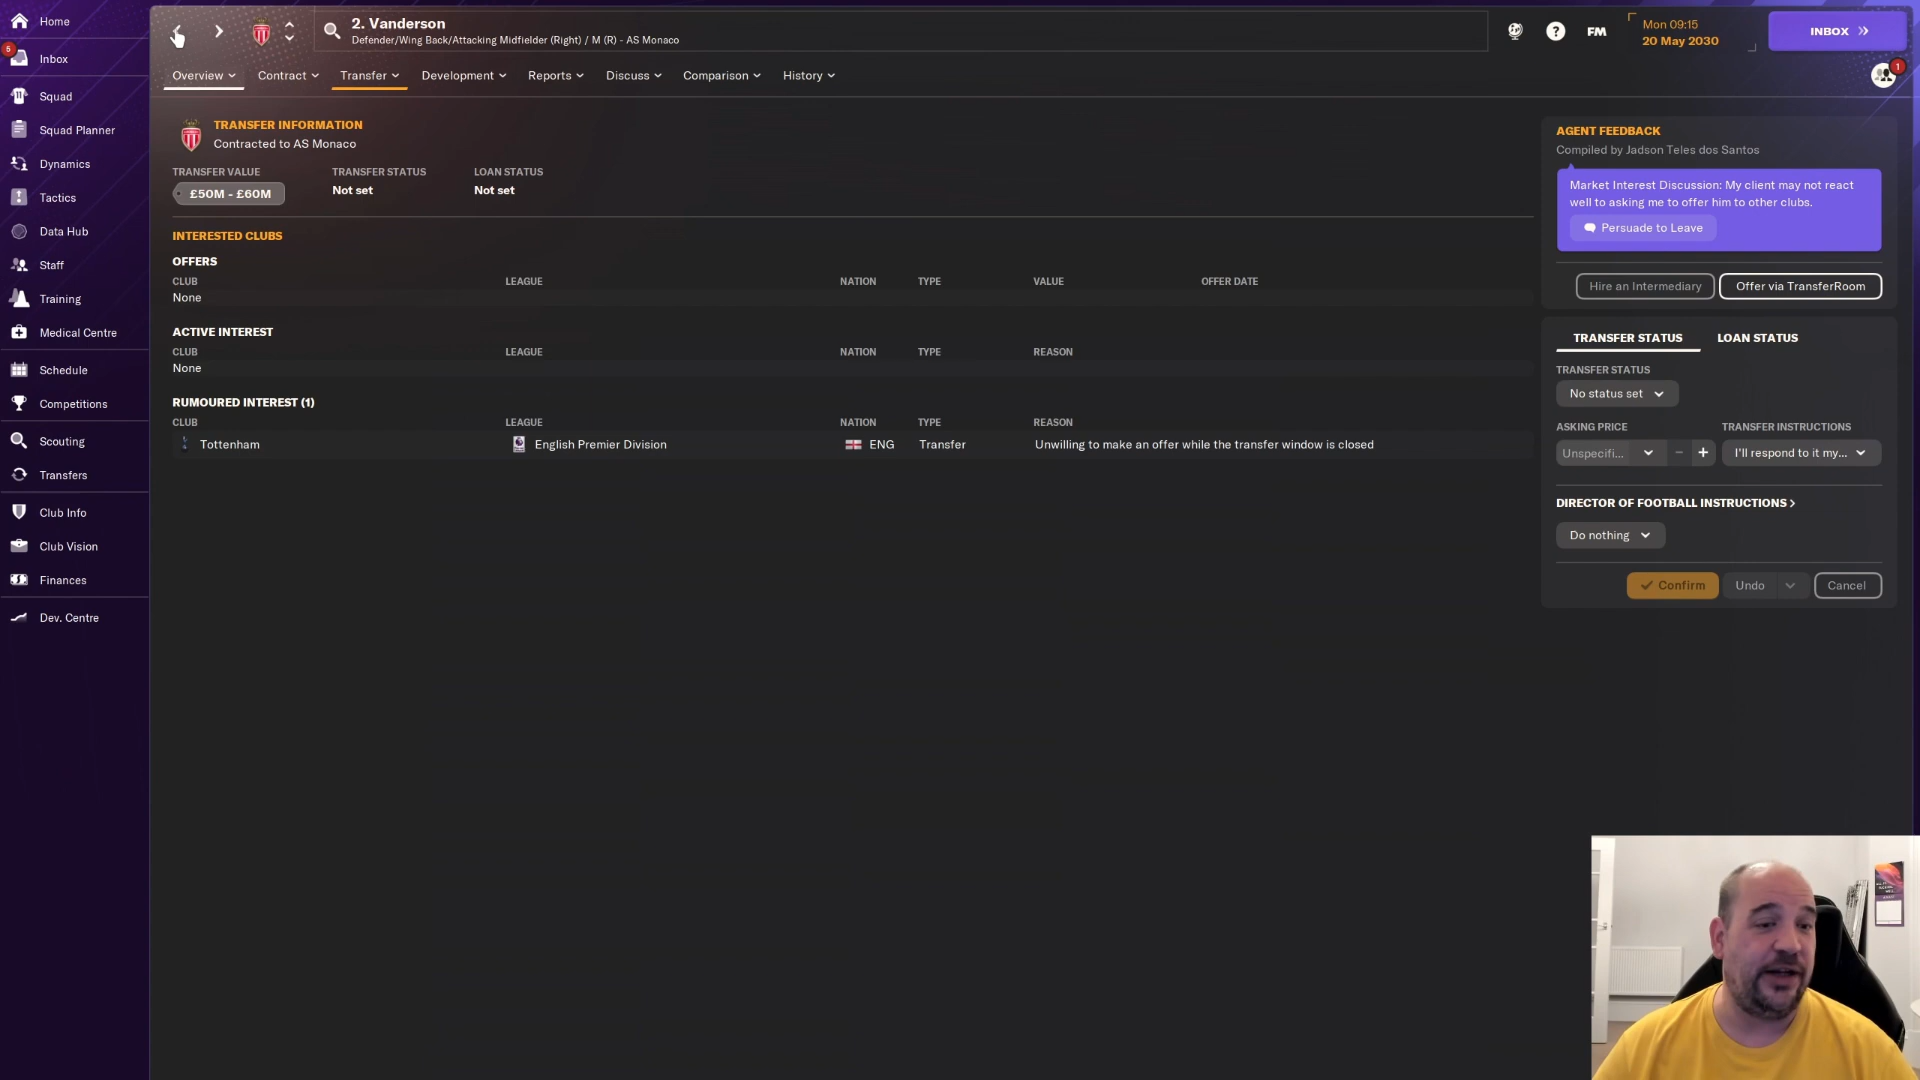 Home
5
Inbox
Squad
Squad Planner
Dynamics
Tactics
Data Hub
Staff
Training
Medical Centre
Schedule
Competitions
Scouting
Transfers
Club Info
Club Vision
Finances
Dev. Centre
2. Vanderson
Defender/Wing Back/Attacking Midfielder (Right) / M (R) - AS Monaco
FM
Mon 09:15
20 May 2030
INBOX
Overview
Contract
Transfer
Development
Reports
Discuss
Comparison
History
1
TRANSFER INFORMATION
Contracted to AS Monaco
TRANSFER VALUE TRANSFER STATUS LOAN STATUS
£50M - £60M Not set Not set
INTERESTED CLUBS
OFFERS
CLUB LEAGUE NATION TYPE VALUE OFFER DATE
None
ACTIVE INTEREST
CLUB LEAGUE NATION TYPE REASON
None
RUMOURED INTEREST (1)
CLUB LEAGUE NATION TYPE REASON
Tottenham English Premier Division ENG Transfer Unwilling to make an offer while the transfer window is closed
AGENT FEEDBACK
Compiled by Jadson Teles dos Santos
Market Interest Discussion: My client may not react
well to asking me to offer him to other clubs.
Persuade to Leave
Hire an Intermediary Offer via TransferRoom
TRANSFER STATUS LOAN STATUS
TRANSFER STATUS
No status set
ASKING PRICE TRANSFER INSTRUCTIONS
Unspecifi... − + I'll respond to it my...
DIRECTOR OF FOOTBALL INSTRUCTIONS >
Do nothing
Confirm Undo Cancel